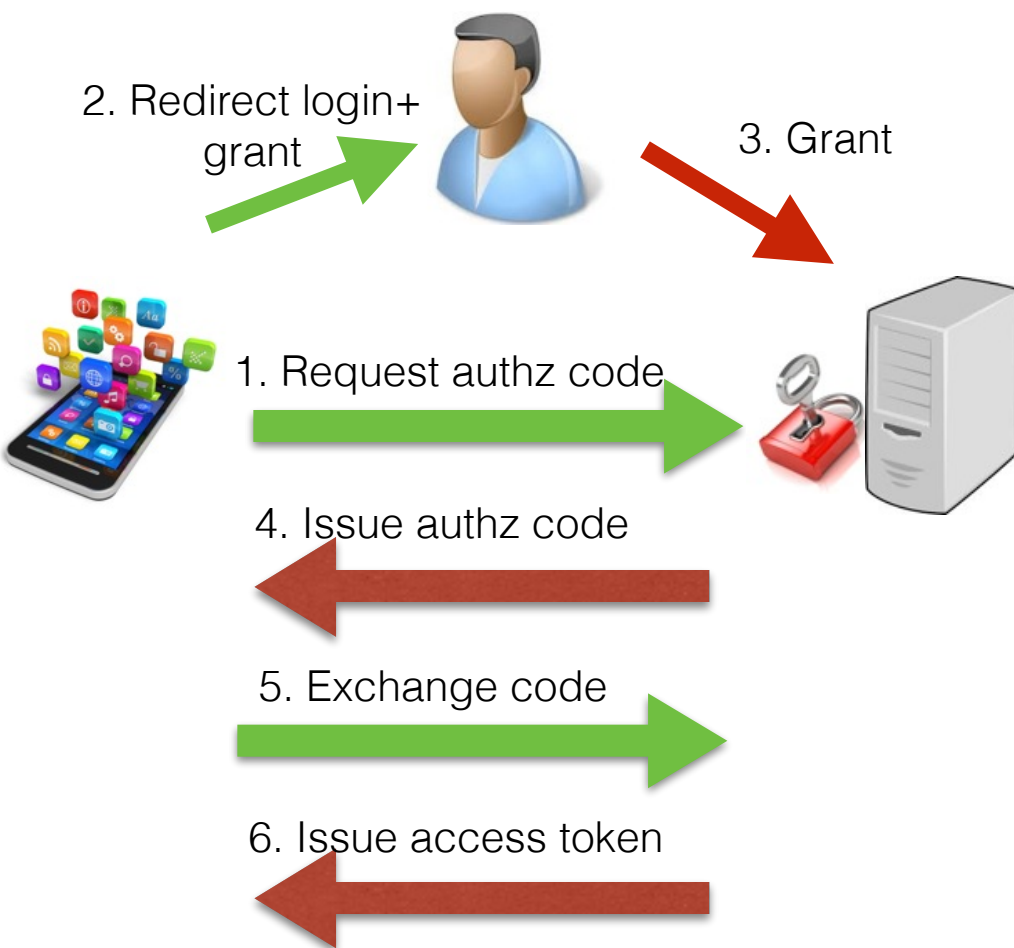 2. Redirect login+
grant
3. Grant
1. Request authz code
4. Issue authz code
5. Exchange code
6. Issue access token